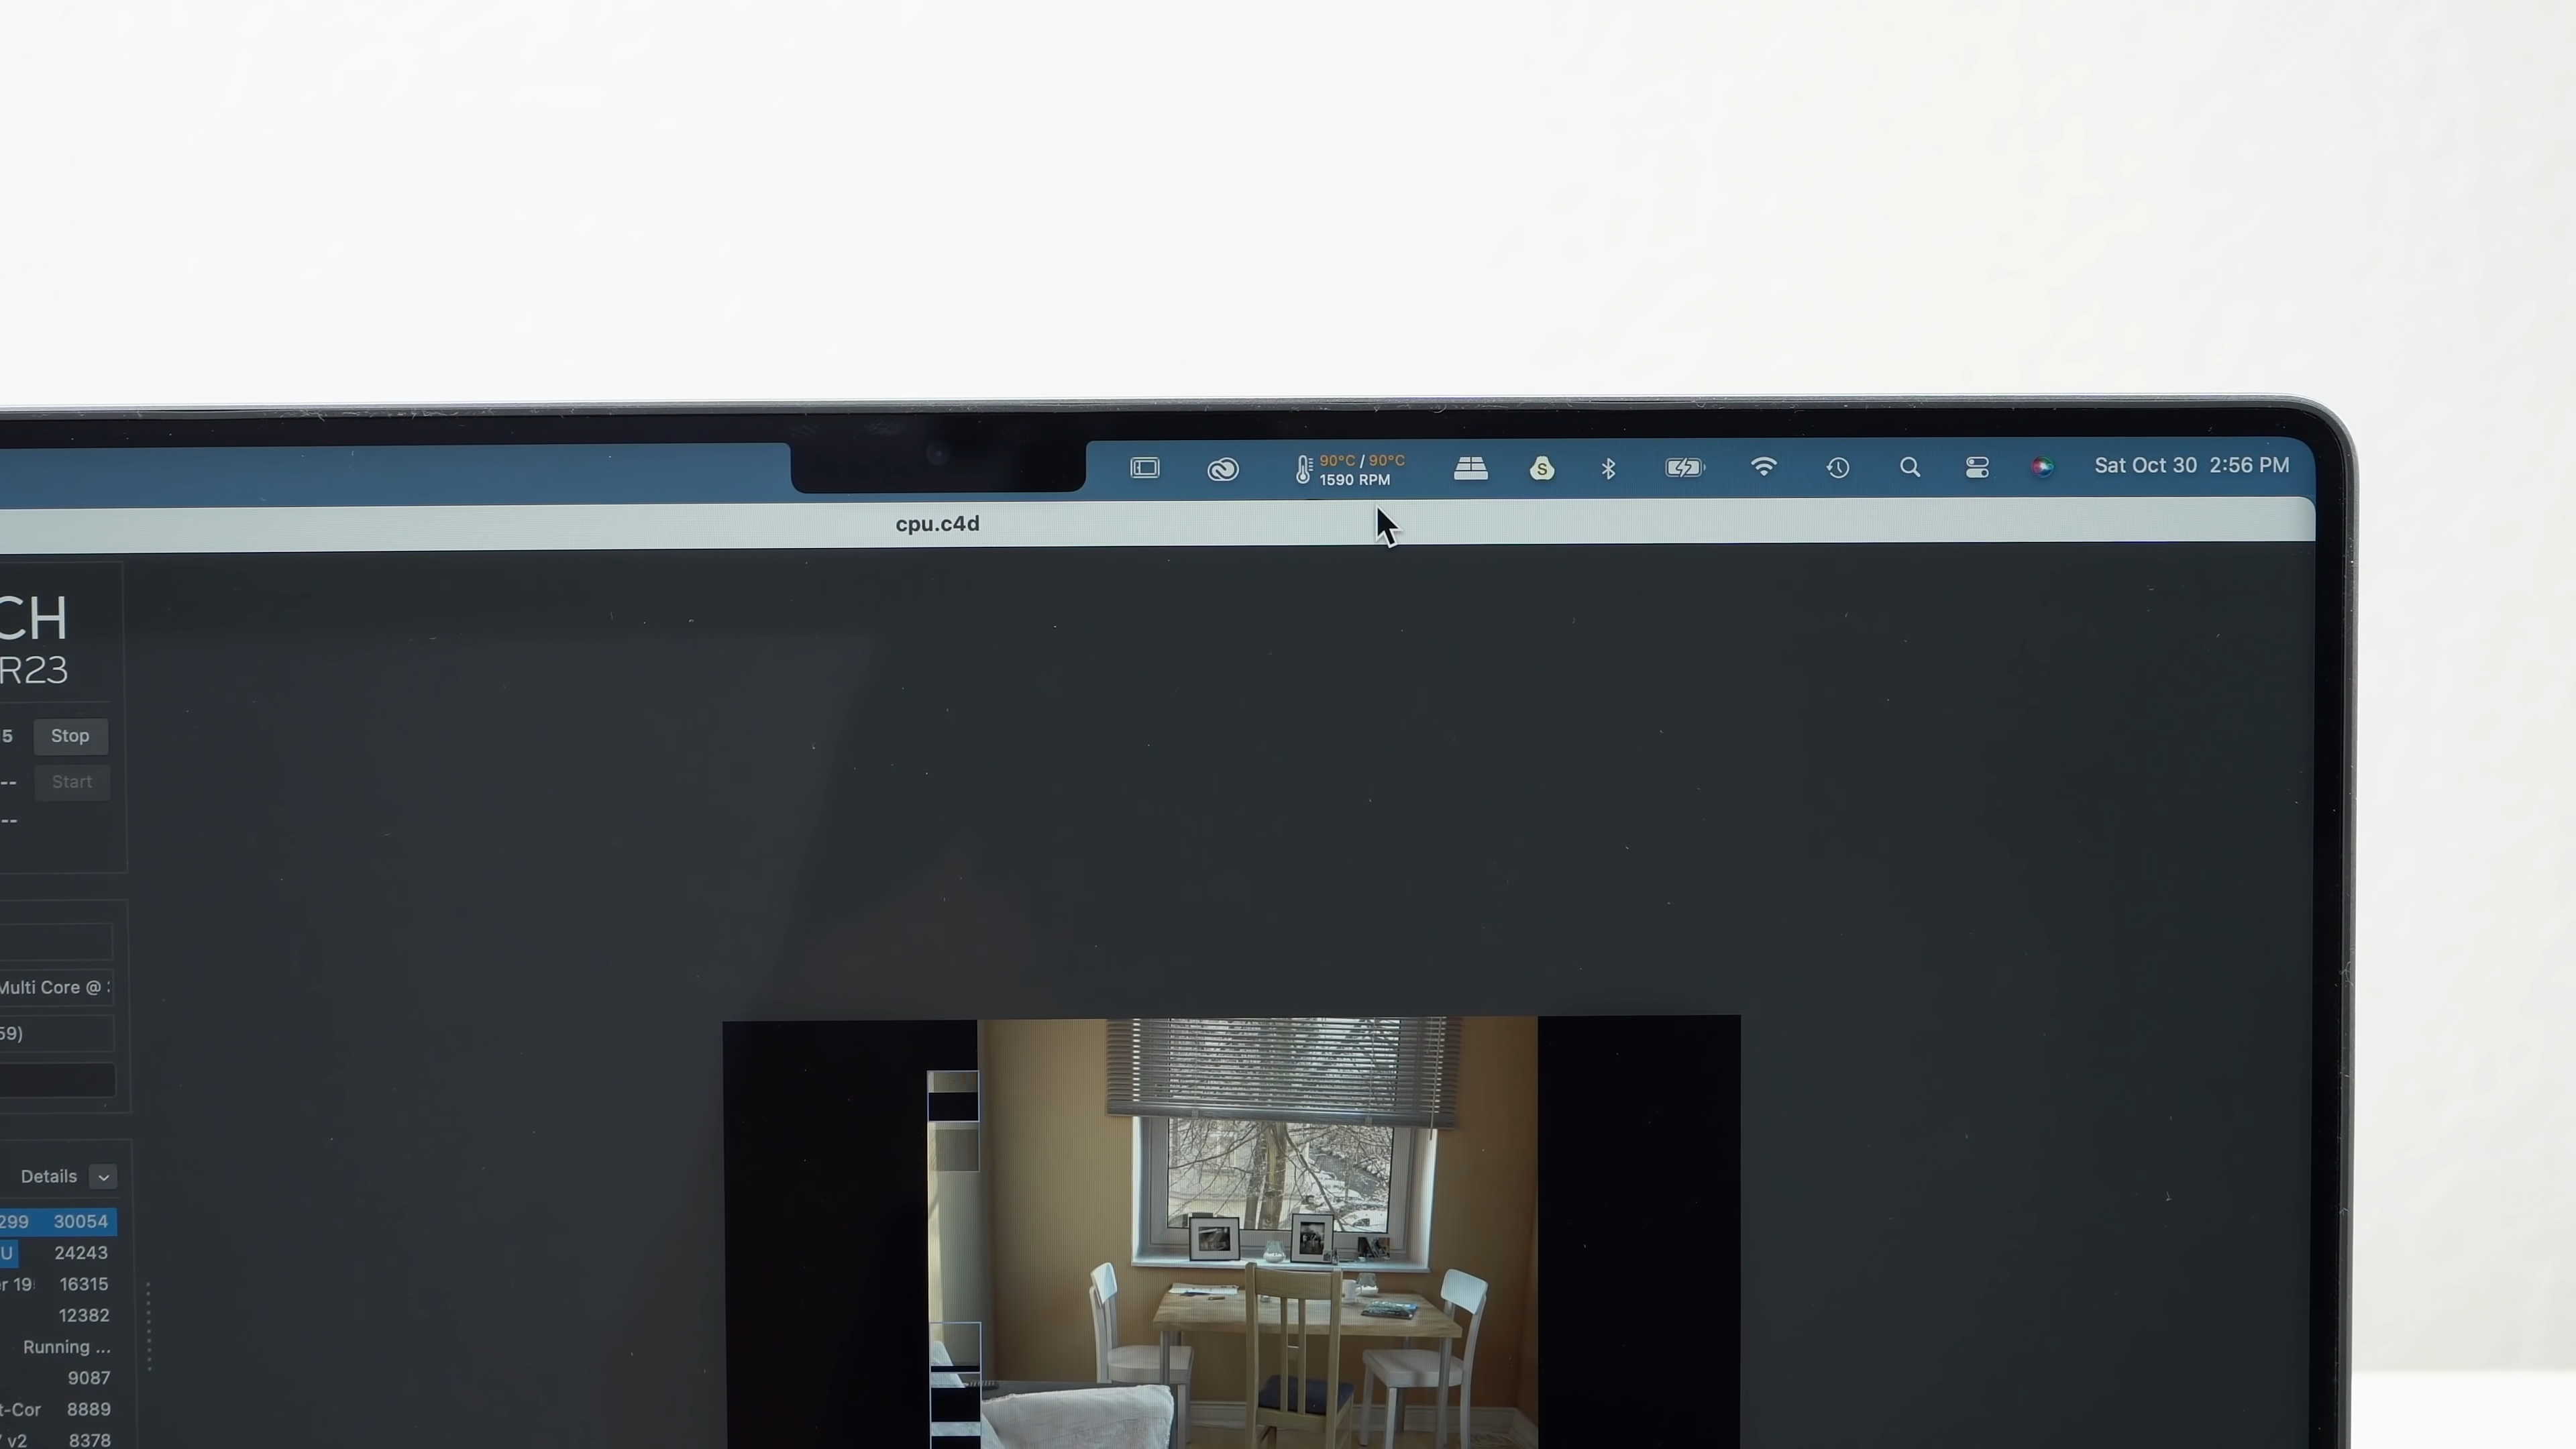 90°C / 90°C
1590 RPM
S
Sat Oct 30 2:56 PM
cpu.c4d
CH
R23
5 Stop
-- Start
--
Multi Core @
59)
Details
299 30054
U 24243
r 19 16315
12382
Running ...
9087
t-Cor 8889
v2 8378